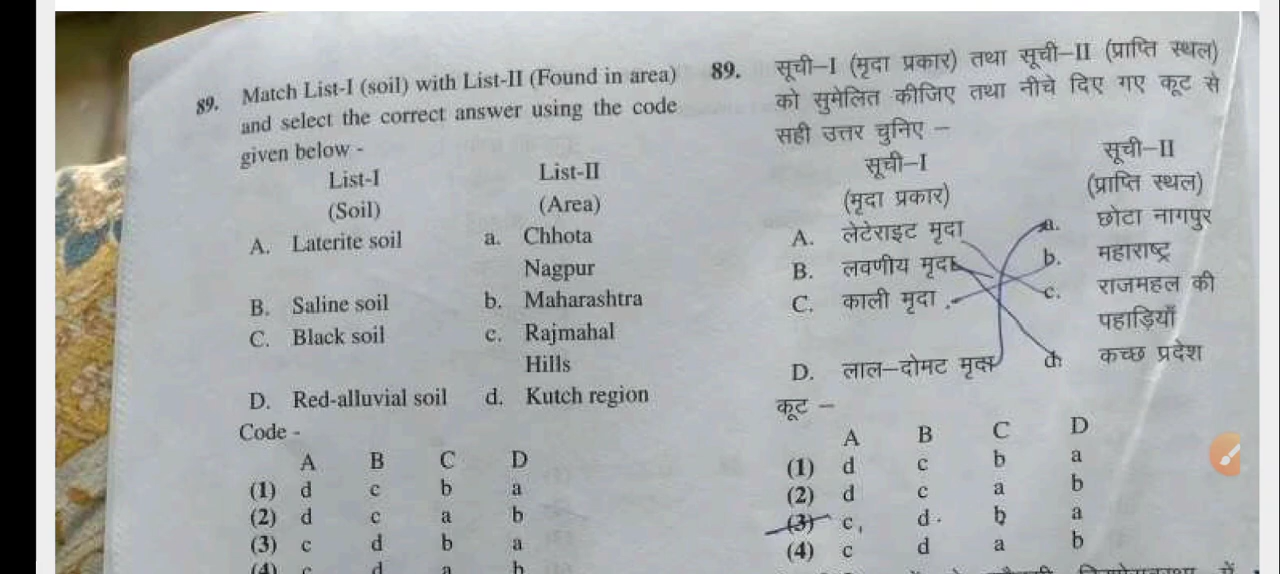 89. Match List-I (soil) with List-II (Found in area)
and select the correct answer using the code
given below -
List-I List-II
(Soil) (Area)
A. Laterite soil a. Chhota
Nagpur
B. Saline soil b. Maharashtra
C. Black soil c. Rajmahal
Hills
D. Red-alluvial soil d. Kutch region
Code -
A B C D
(1) d c b a
(2) d c a b
(3) c d b a
(4) c d a b
89. सूची-I (मृदा प्रकार) तथा सूची-II (प्राप्ति स्थल)
को सुमेलित कीजिए तथा नीचे दिए गए कूट से
सही उत्तर चुनिए -
सूची-I सूची-II
(मृदा प्रकार) (प्राप्ति स्थल)
A. लेटेराइट मृदा a. छोटा नागपुर
B. लवणीय मृदा b. महाराष्ट्र
C. काली मृदा c. राजमहल की
पहाड़ियाँ
D. लाल-दोमट मृदा d. कच्छ प्रदेश
कूट -
A B C D
(1) d c b a
(2) d c a b
(3) c d b a
(4) c d a b